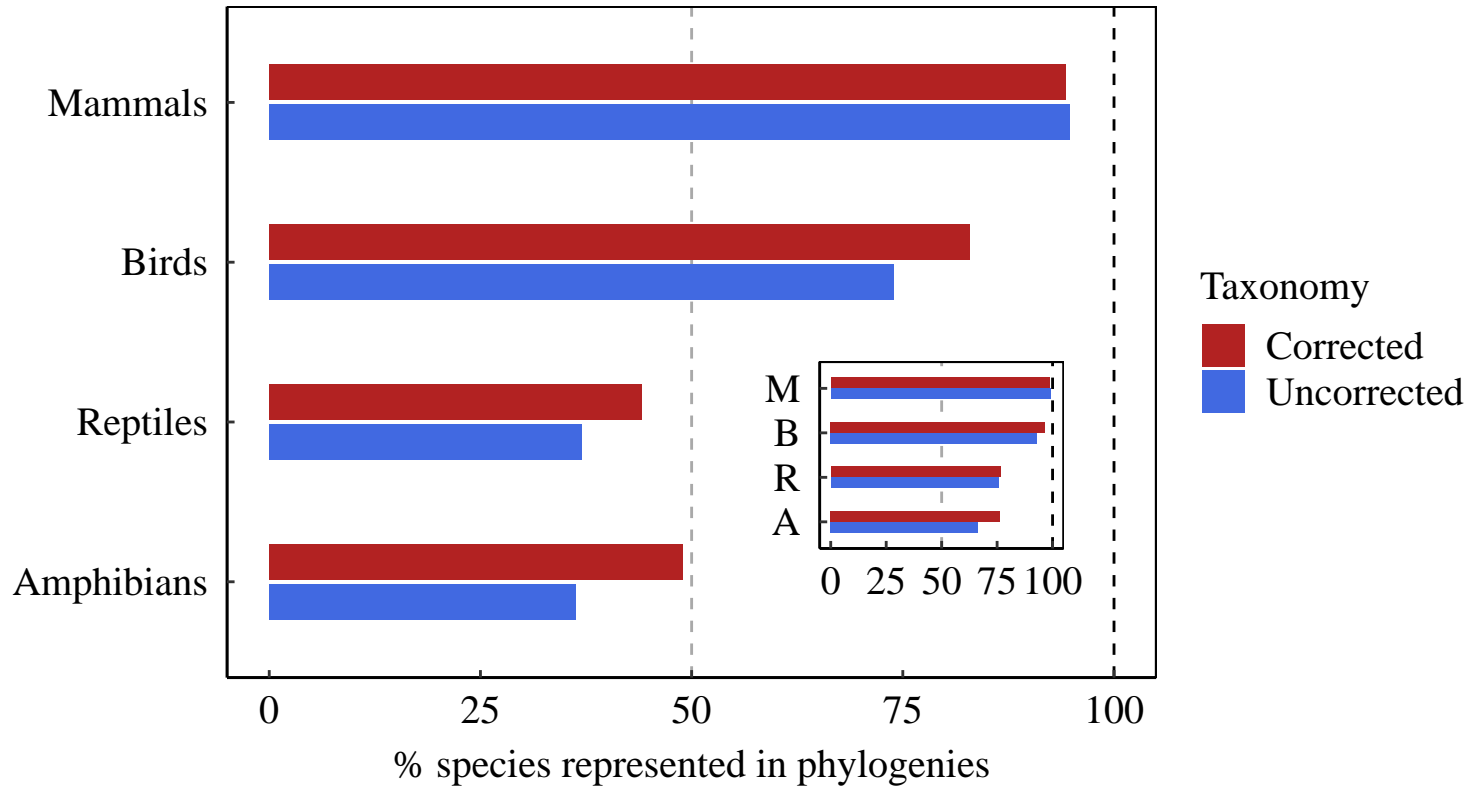 Mammals
Birds
Reptiles
Amphibians
0 25 50 75 100
% species represented in phylogenies
M
B
R
A
0 25 50 75 100
Taxonomy
Corrected
Uncorrected